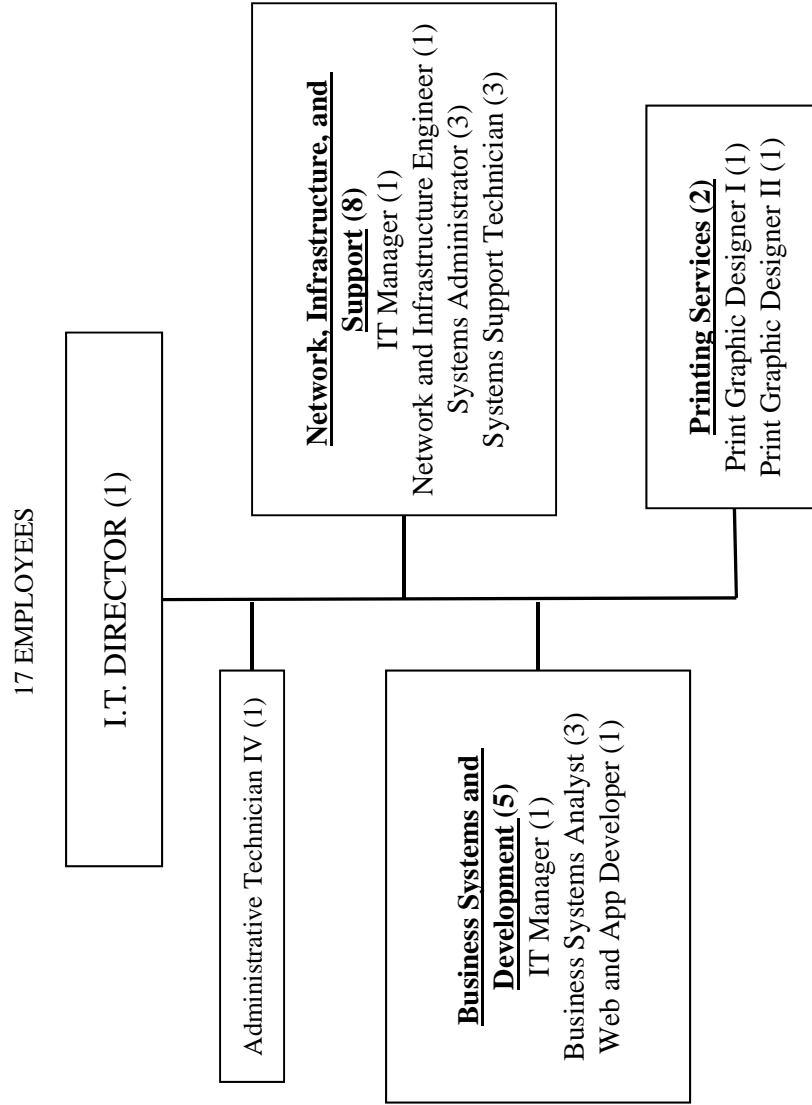 17 EMPLOYEES
I.T. DIRECTOR (1)
Administrative Technician IV (1)
Network, Infrastructure, and
Support (8)
IT Manager (1)
Network and Infrastructure Engineer (1)
Systems Administrator (3)
Systems Support Technician (3)
Business Systems and
Development (5)
IT Manager (1)
Business Systems Analyst (3)
Web and App Developer (1)
Printing Services (2)
Print Graphic Designer I (1)
Print Graphic Designer II (1)